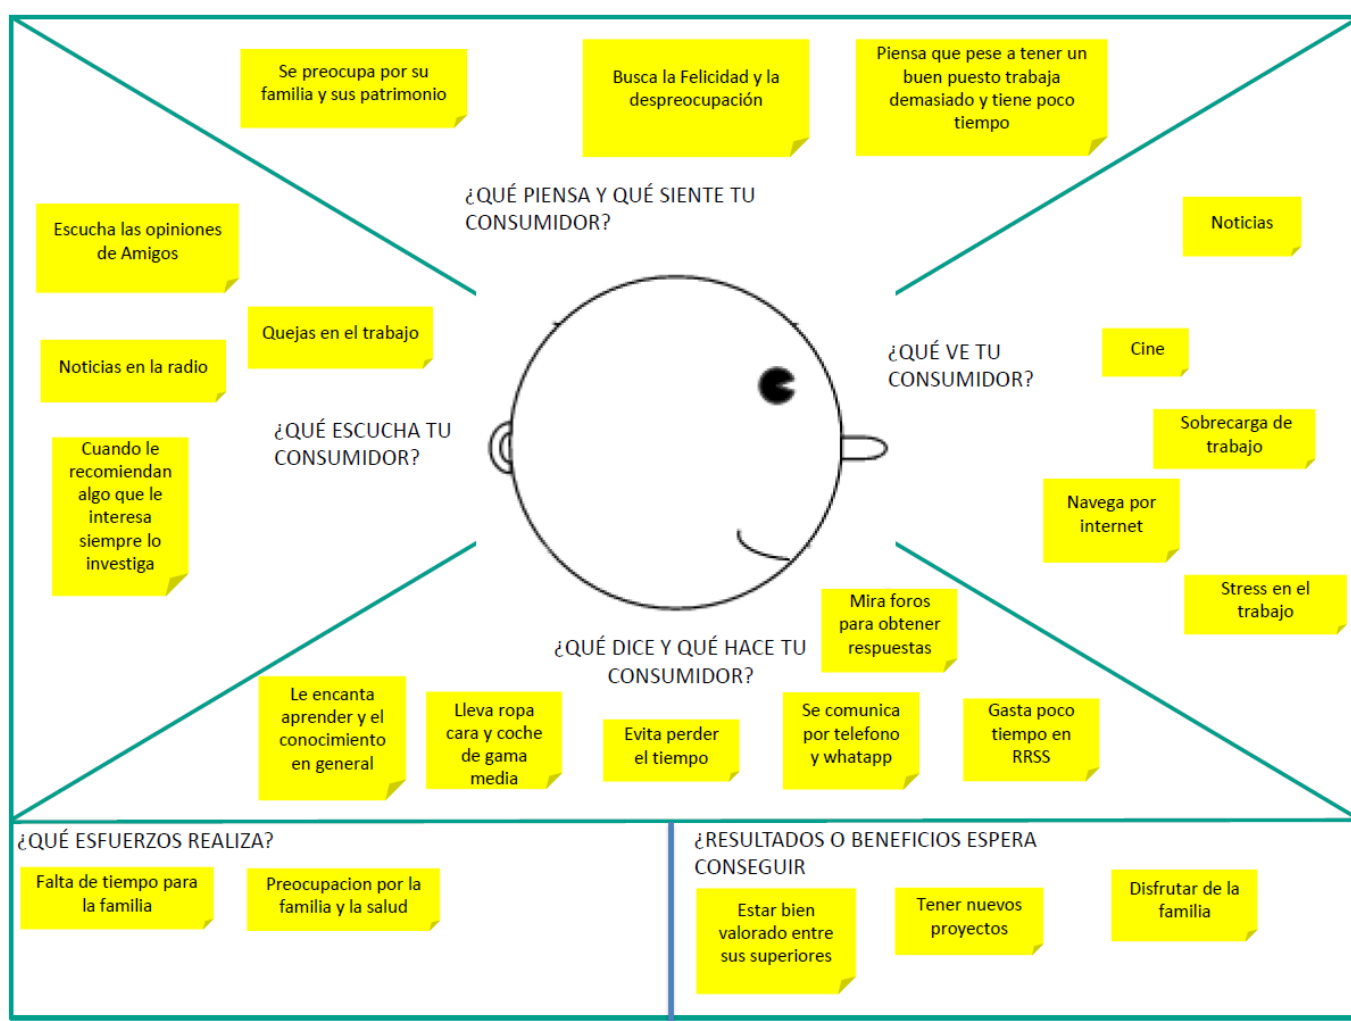 Se preocupa por su
familia y sus patrimonio
Busca la Felicidad y la
despreocupación
Piensa que pese a tener un
buen puesto trabaja
demasiado y tiene poco
tiempo
¿QUÉ PIENSA Y QUÉ SIENTE TU
CONSUMIDOR?
Escucha las opiniones
de Amigos
Quejas en el trabajo
Noticias en la radio
¿QUÉ ESCUCHA TU
CONSUMIDOR?
Cuando le
recomiendan
algo que le
interesa
siempre lo
investiga
Noticias
¿QUÉ VE TU
CONSUMIDOR?
Cine
Sobrecarga de
trabajo
Navega por
internet
Stress en el
trabajo
¿QUÉ DICE Y QUÉ HACE TU
CONSUMIDOR?
Mira foros
para obtener
respuestas
Le encanta
aprender y el
conocimiento
en general
Lleva ropa
cara y coche
de gama
media
Evita perder
el tiempo
Se comunica
por telefono
y whatapp
Gasta poco
tiempo en
RRSS
¿QUÉ ESFUERZOS REALIZA?
Falta de tiempo para
la familia
Preocupacion por la
familia y la salud
¿RESULTADOS O BENEFICIOS ESPERA
CONSEGUIR
Estar bien
valorado entre
sus superiores
Tener nuevos
proyectos
Disfrutar de la
familia